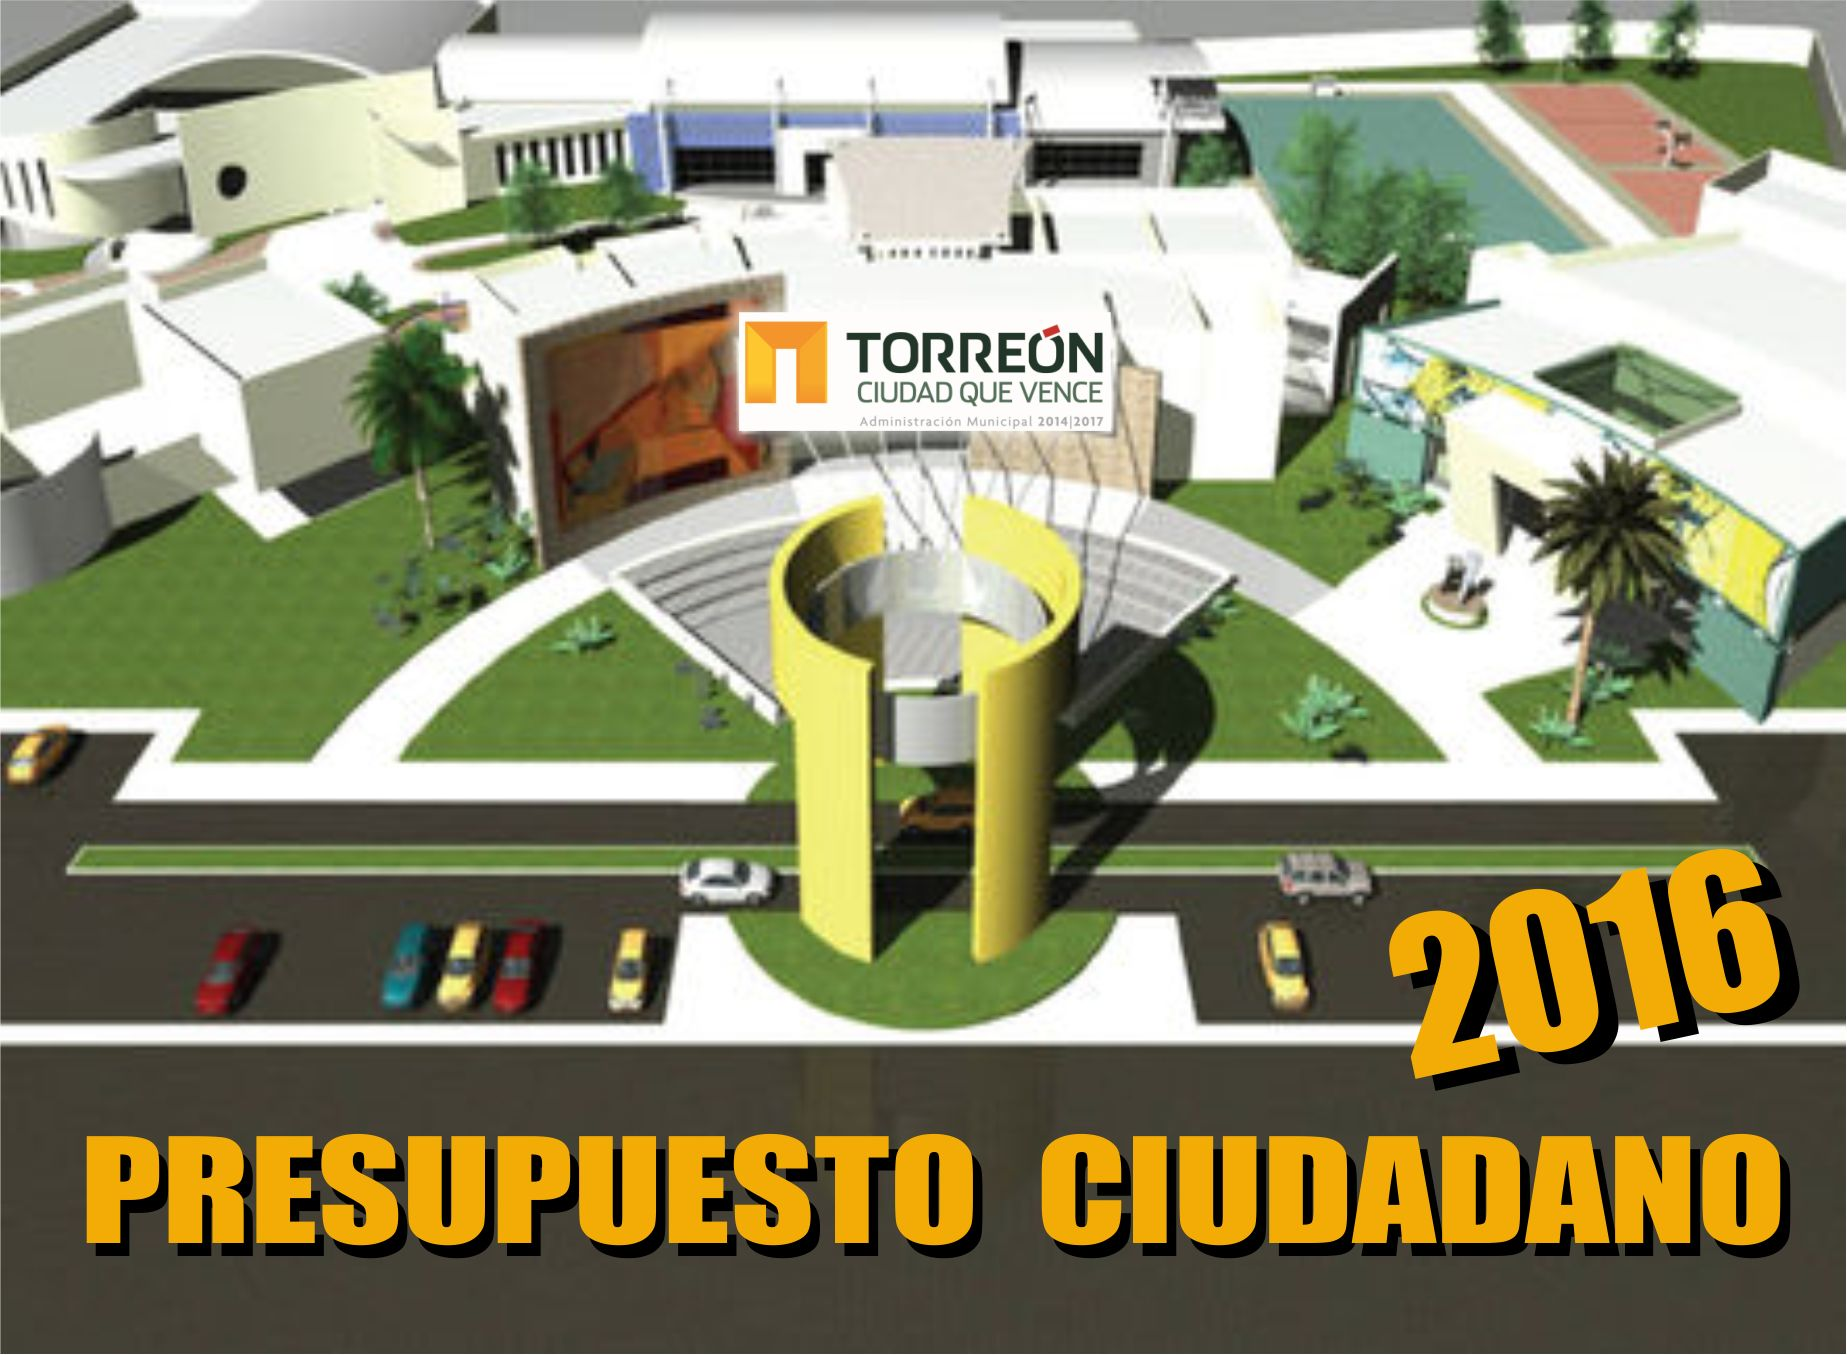 TORREÓN
CIUDAD QUE VENCE
Administración Municipal 2014|2017
2016
PRESUPUESTO CIUDADANO